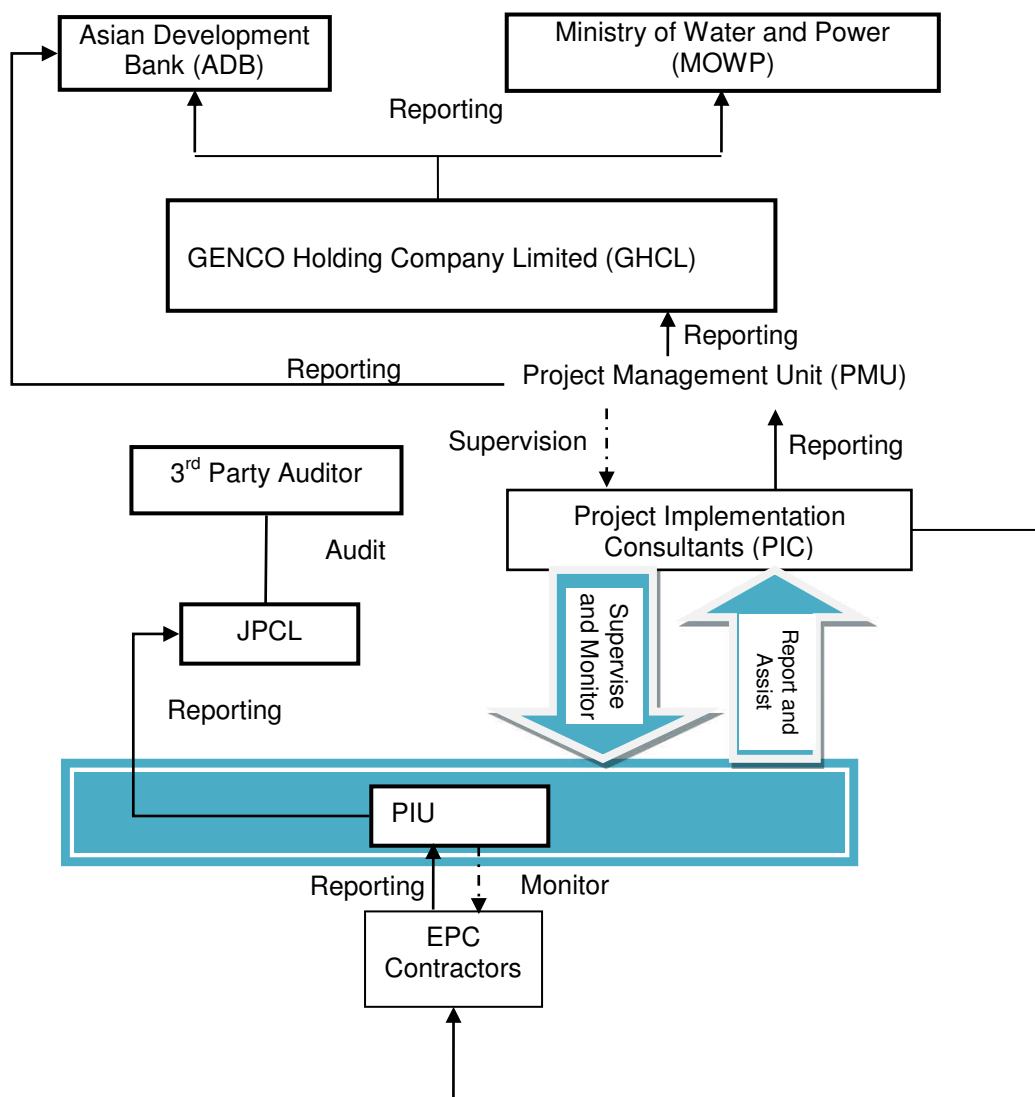 Asian Development
Bank (ADB)
Ministry of Water and Power
(MOWP)
Reporting
GENCO Holding Company Limited (GHCL)
Reporting
Reporting
Project Management Unit (PMU)
Supervision
Reporting
3rd Party Auditor
Project Implementation
Consultants (PIC)
Audit
JPCL
Supervise
and Monitor
Report and
Assist
Reporting
PIU
Reporting
Monitor
EPC
Contractors